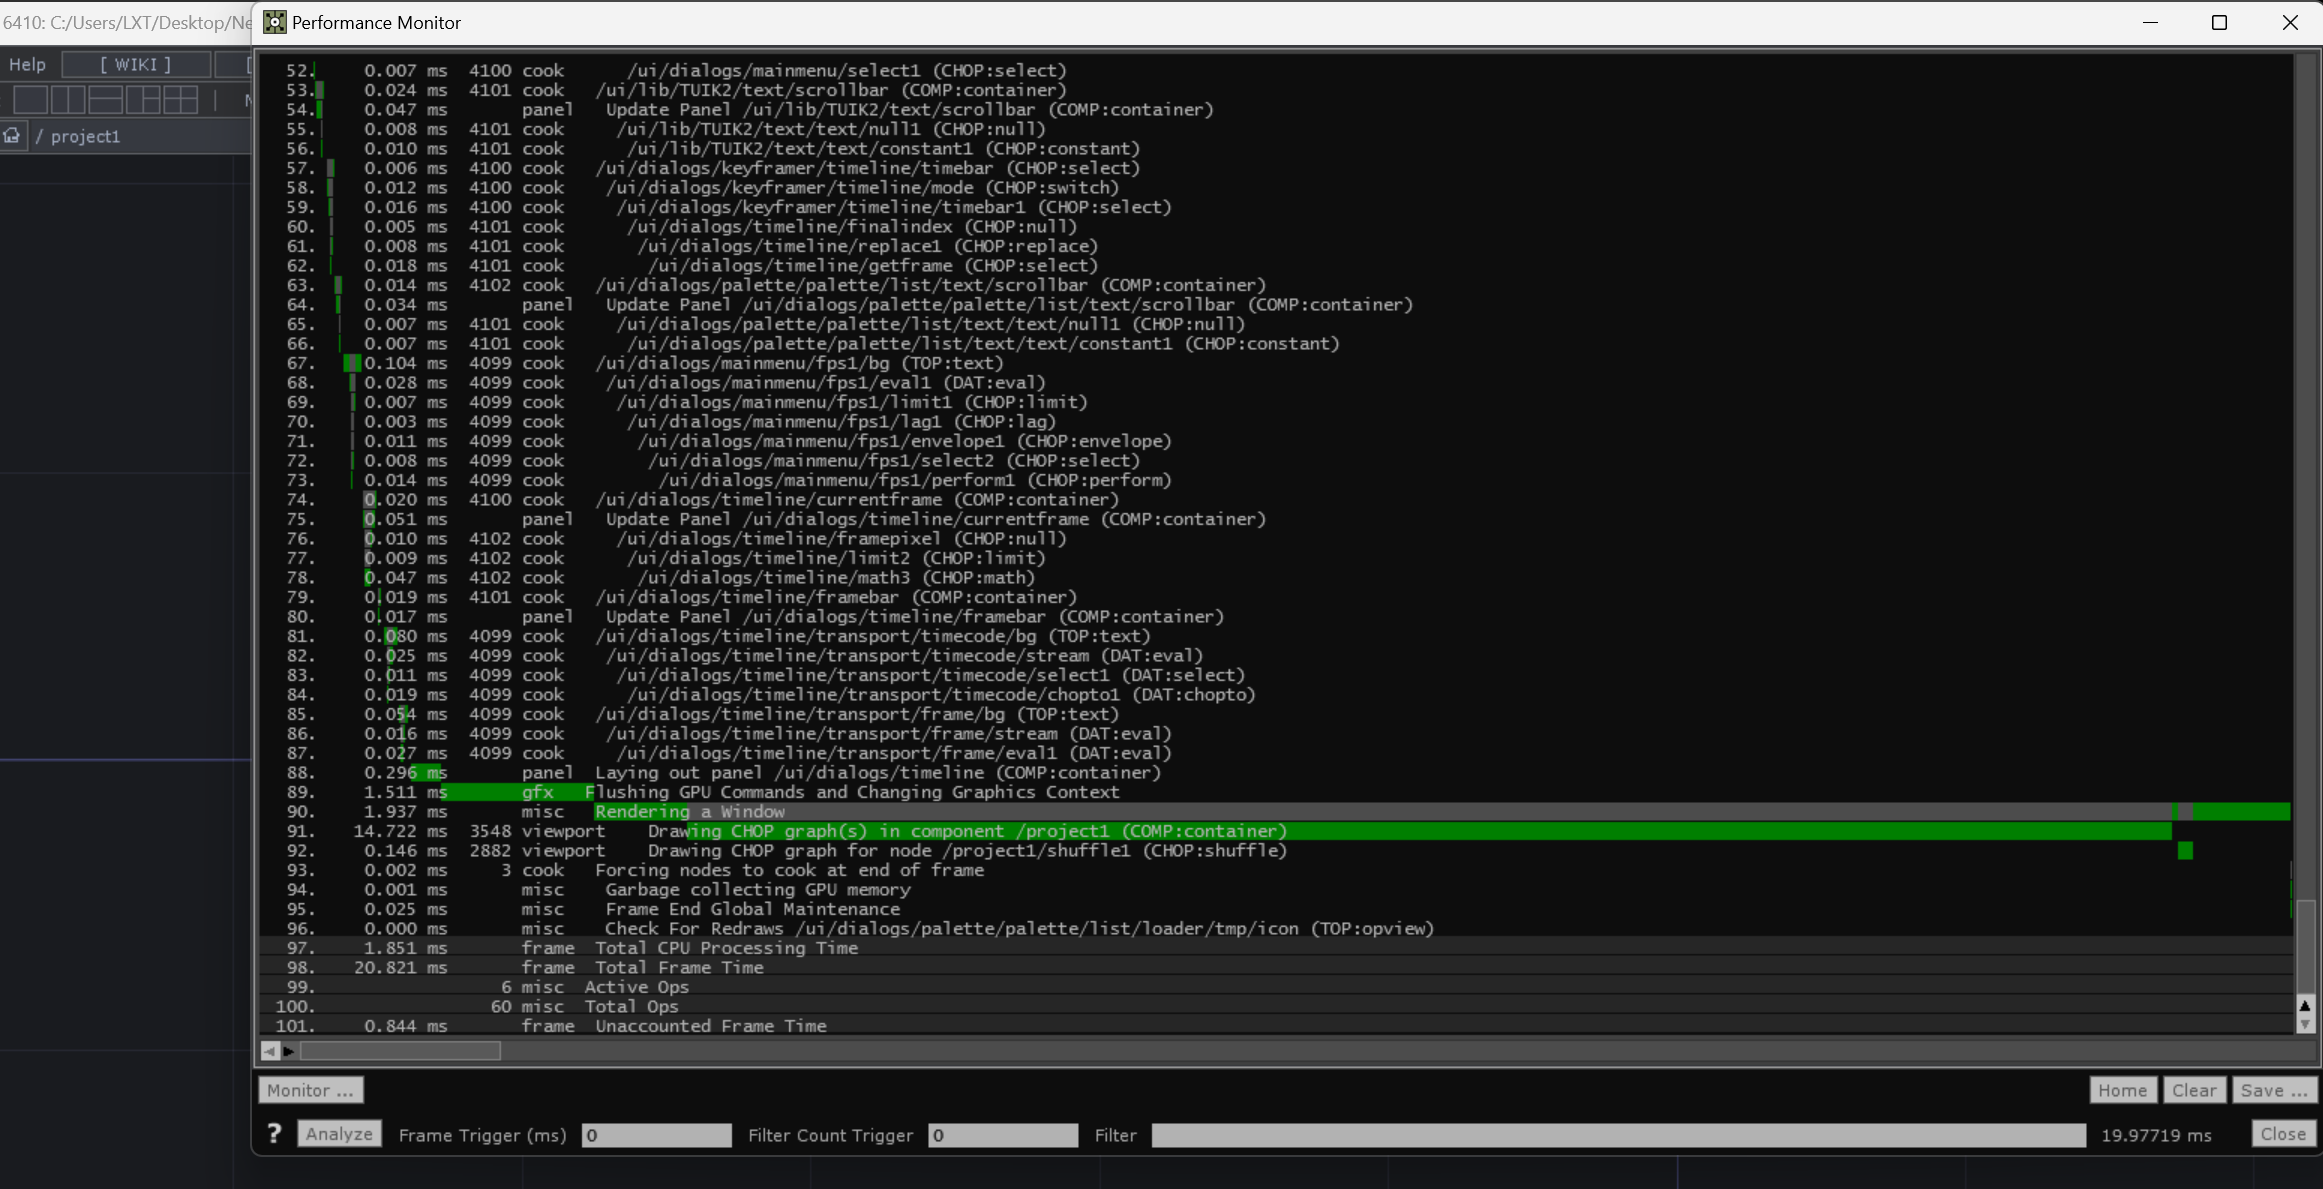 6410: C:/Users/LXT/Desktop/Ne
Performance Monitor
Help
[ WIKI ]
[
/ project1
52. 0.007 ms 4100 cook /ui/dialogs/mainmenu/select1 (CHOP:select)
53. 0.024 ms 4101 cook /ui/lib/TUIK2/text/scrollbar (COMP:container)
54. 0.047 ms panel Update Panel /ui/lib/TUIK2/text/scrollbar (COMP:container)
55. 0.008 ms 4101 cook /ui/lib/TUIK2/text/text/null1 (CHOP:null)
56. 0.010 ms 4101 cook /ui/lib/TUIK2/text/text/constant1 (CHOP:constant)
57. 0.006 ms 4100 cook /ui/dialogs/keyframer/timeline/timebar (CHOP:select)
58. 0.012 ms 4100 cook /ui/dialogs/keyframer/timeline/mode (CHOP:switch)
59. 0.016 ms 4100 cook /ui/dialogs/keyframer/timeline/timebar1 (CHOP:select)
60. 0.005 ms 4101 cook /ui/dialogs/timeline/finalindex (CHOP:null)
61. 0.008 ms 4101 cook /ui/dialogs/timeline/replace1 (CHOP:replace)
62. 0.018 ms 4101 cook /ui/dialogs/timeline/getframe (CHOP:select)
63. 0.014 ms 4102 cook /ui/dialogs/palette/palette/list/text/scrollbar (COMP:container)
64. 0.034 ms panel Update Panel /ui/dialogs/palette/palette/list/text/scrollbar (COMP:container)
65. 0.007 ms 4101 cook /ui/dialogs/palette/palette/list/text/text/null1 (CHOP:null)
66. 0.007 ms 4101 cook /ui/dialogs/palette/palette/list/text/text/constant1 (CHOP:constant)
67. 0.104 ms 4099 cook /ui/dialogs/mainmenu/fps1/bg (TOP:text)
68. 0.028 ms 4099 cook /ui/dialogs/mainmenu/fps1/eval1 (DAT:eval)
69. 0.007 ms 4099 cook /ui/dialogs/mainmenu/fps1/limit1 (CHOP:limit)
70. 0.003 ms 4099 cook /ui/dialogs/mainmenu/fps1/lag1 (CHOP:lag)
71. 0.011 ms 4099 cook /ui/dialogs/mainmenu/fps1/envelope1 (CHOP:envelope)
72. 0.008 ms 4099 cook /ui/dialogs/mainmenu/fps1/select2 (CHOP:select)
73. 0.014 ms 4099 cook /ui/dialogs/mainmenu/fps1/perform1 (CHOP:perform)
74. 0.020 ms 4100 cook /ui/dialogs/timeline/currentframe (COMP:container)
75. 0.051 ms panel Update Panel /ui/dialogs/timeline/currentframe (COMP:container)
76. 0.010 ms 4102 cook /ui/dialogs/timeline/framepixel (CHOP:null)
77. 0.009 ms 4102 cook /ui/dialogs/timeline/limit2 (CHOP:limit)
78. 0.047 ms 4102 cook /ui/dialogs/timeline/math3 (CHOP:math)
79. 0.019 ms 4101 cook /ui/dialogs/timeline/framebar (COMP:container)
80. 0.017 ms panel Update Panel /ui/dialogs/timeline/framebar (COMP:container)
81. 0.080 ms 4099 cook /ui/dialogs/timeline/transport/timecode/bg (TOP:text)
82. 0.025 ms 4099 cook /ui/dialogs/timeline/transport/timecode/stream (DAT:eval)
83. 0.011 ms 4099 cook /ui/dialogs/timeline/transport/timecode/select1 (DAT:select)
84. 0.019 ms 4099 cook /ui/dialogs/timeline/transport/timecode/chopto1 (DAT:chopto)
85. 0.054 ms 4099 cook /ui/dialogs/timeline/transport/frame/bg (TOP:text)
86. 0.016 ms 4099 cook /ui/dialogs/timeline/transport/frame/stream (DAT:eval)
87. 0.027 ms 4099 cook /ui/dialogs/timeline/transport/frame/eval1 (DAT:eval)
88. 0.296 ms panel Laying out panel /ui/dialogs/timeline (COMP:container)
89. 1.511 ms gfx Flushing GPU Commands and Changing Graphics Context
90. 1.937 ms misc Rendering a Window
91. 14.722 ms 3548 viewport Drawing CHOP graph(s) in component /project1 (COMP:container)
92. 0.146 ms 2882 viewport Drawing CHOP graph for node /project1/shuffle1 (CHOP:shuffle)
93. 0.002 ms 3 cook Forcing nodes to cook at end of frame
94. 0.001 ms misc Garbage collecting GPU memory
95. 0.025 ms misc Frame End Global Maintenance
96. 0.000 ms misc Check For Redraws /ui/dialogs/palette/palette/list/loader/tmp/icon (TOP:opview)
97. 1.851 ms frame Total CPU Processing Time
98. 20.821 ms frame Total Frame Time
99. 6 misc Active Ops
100. 60 misc Total Ops
101. 0.844 ms frame Unaccounted Frame Time
Monitor ...
Home Clear Save ...
? Analyze Frame Trigger (ms) 0 Filter Count Trigger 0 Filter 19.97719 ms Close